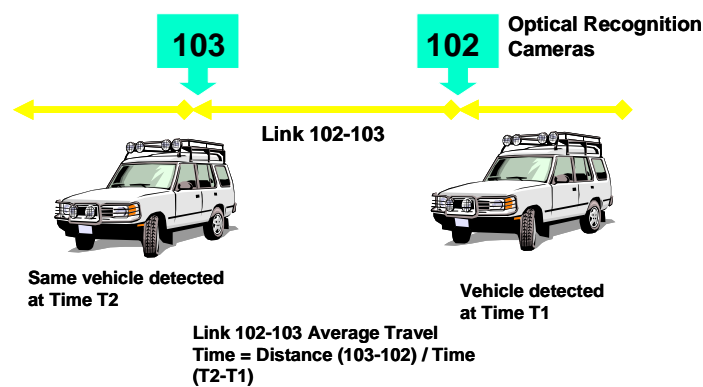 103
102
Optical Recognition
Cameras
Link 102-103
Same vehicle detected
at Time T2
Vehicle detected
at Time T1
Link 102-103 Average Travel
Time = Distance (103-102) / Time
(T2-T1)